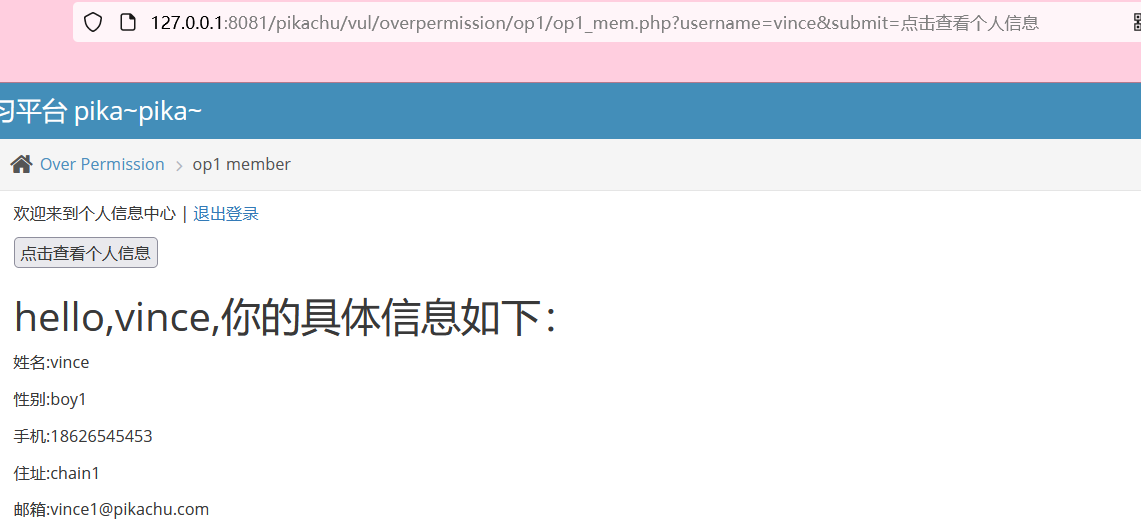 127.0.0.1:8081/pikachu/vul/overpermission/op1/op1_mem.php?username=vince&submit=点击查看个人信息
习平台 pika~pika~
Over Permission > op1 member
欢迎来到个人信息中心 | 退出登录
点击查看个人信息
hello,vince,你的具体信息如下：
姓名:vince
性别:boy1
手机:18626545453
住址:chain1
邮箱:vince1@pikachu.com